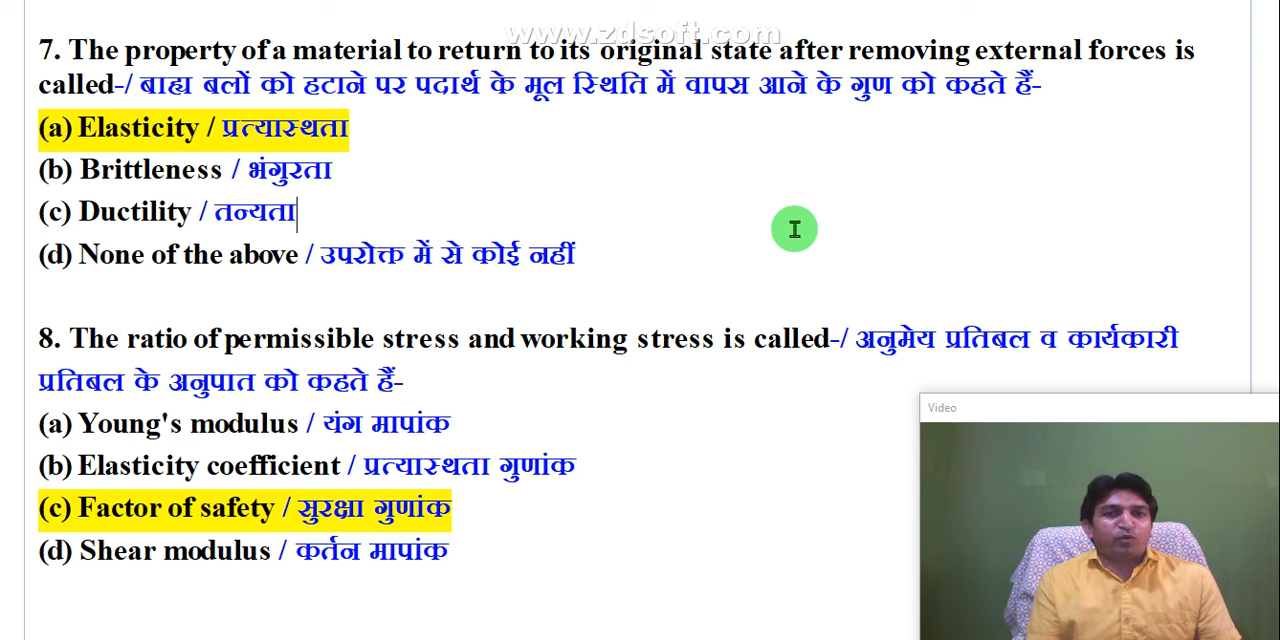 www.zdsoft.com
7. The property of a material to return to its original state after removing external forces is
called-/ बाह्य बलों को हटाने पर पदार्थ के मूल स्थिति में वापस आने के गुण को कहते हैं-
(a) Elasticity / प्रत्यास्थता
(b) Brittleness / भंगुरता
(c) Ductility / तन्यता
(d) None of the above / उपरोक्त में से कोई नहीं
8. The ratio of permissible stress and working stress is called-/ अनुमेय प्रतिबल व कार्यकारी
प्रतिबल के अनुपात को कहते हैं-
(a) Young's modulus / यंग मापांक
(b) Elasticity coefficient / प्रत्यास्थता गुणांक
(c) Factor of safety / सुरक्षा गुणांक
(d) Shear modulus / कर्तन मापांक
Video